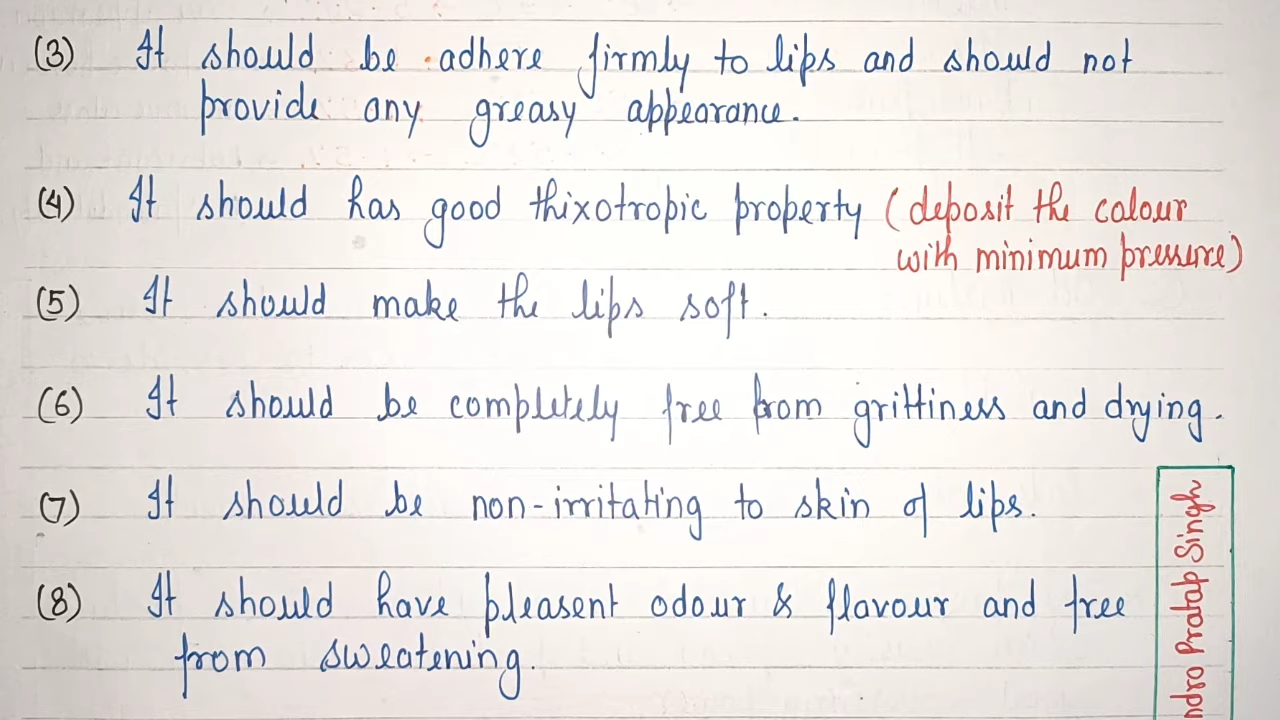 (3) It should be adhere firmly to lips and should not
provide any greasy appearance.
(4) It should has good thixotropic property (deposit the colour
with minimum pressure)
(5) It should make the lips soft.
(6) It should be completely free from grittiness and drying.
(7) It should be non-irritating to skin of lips.
(8) It should have pleasent odour & flavour and free
from sweatening.
ndra Pratap Singh